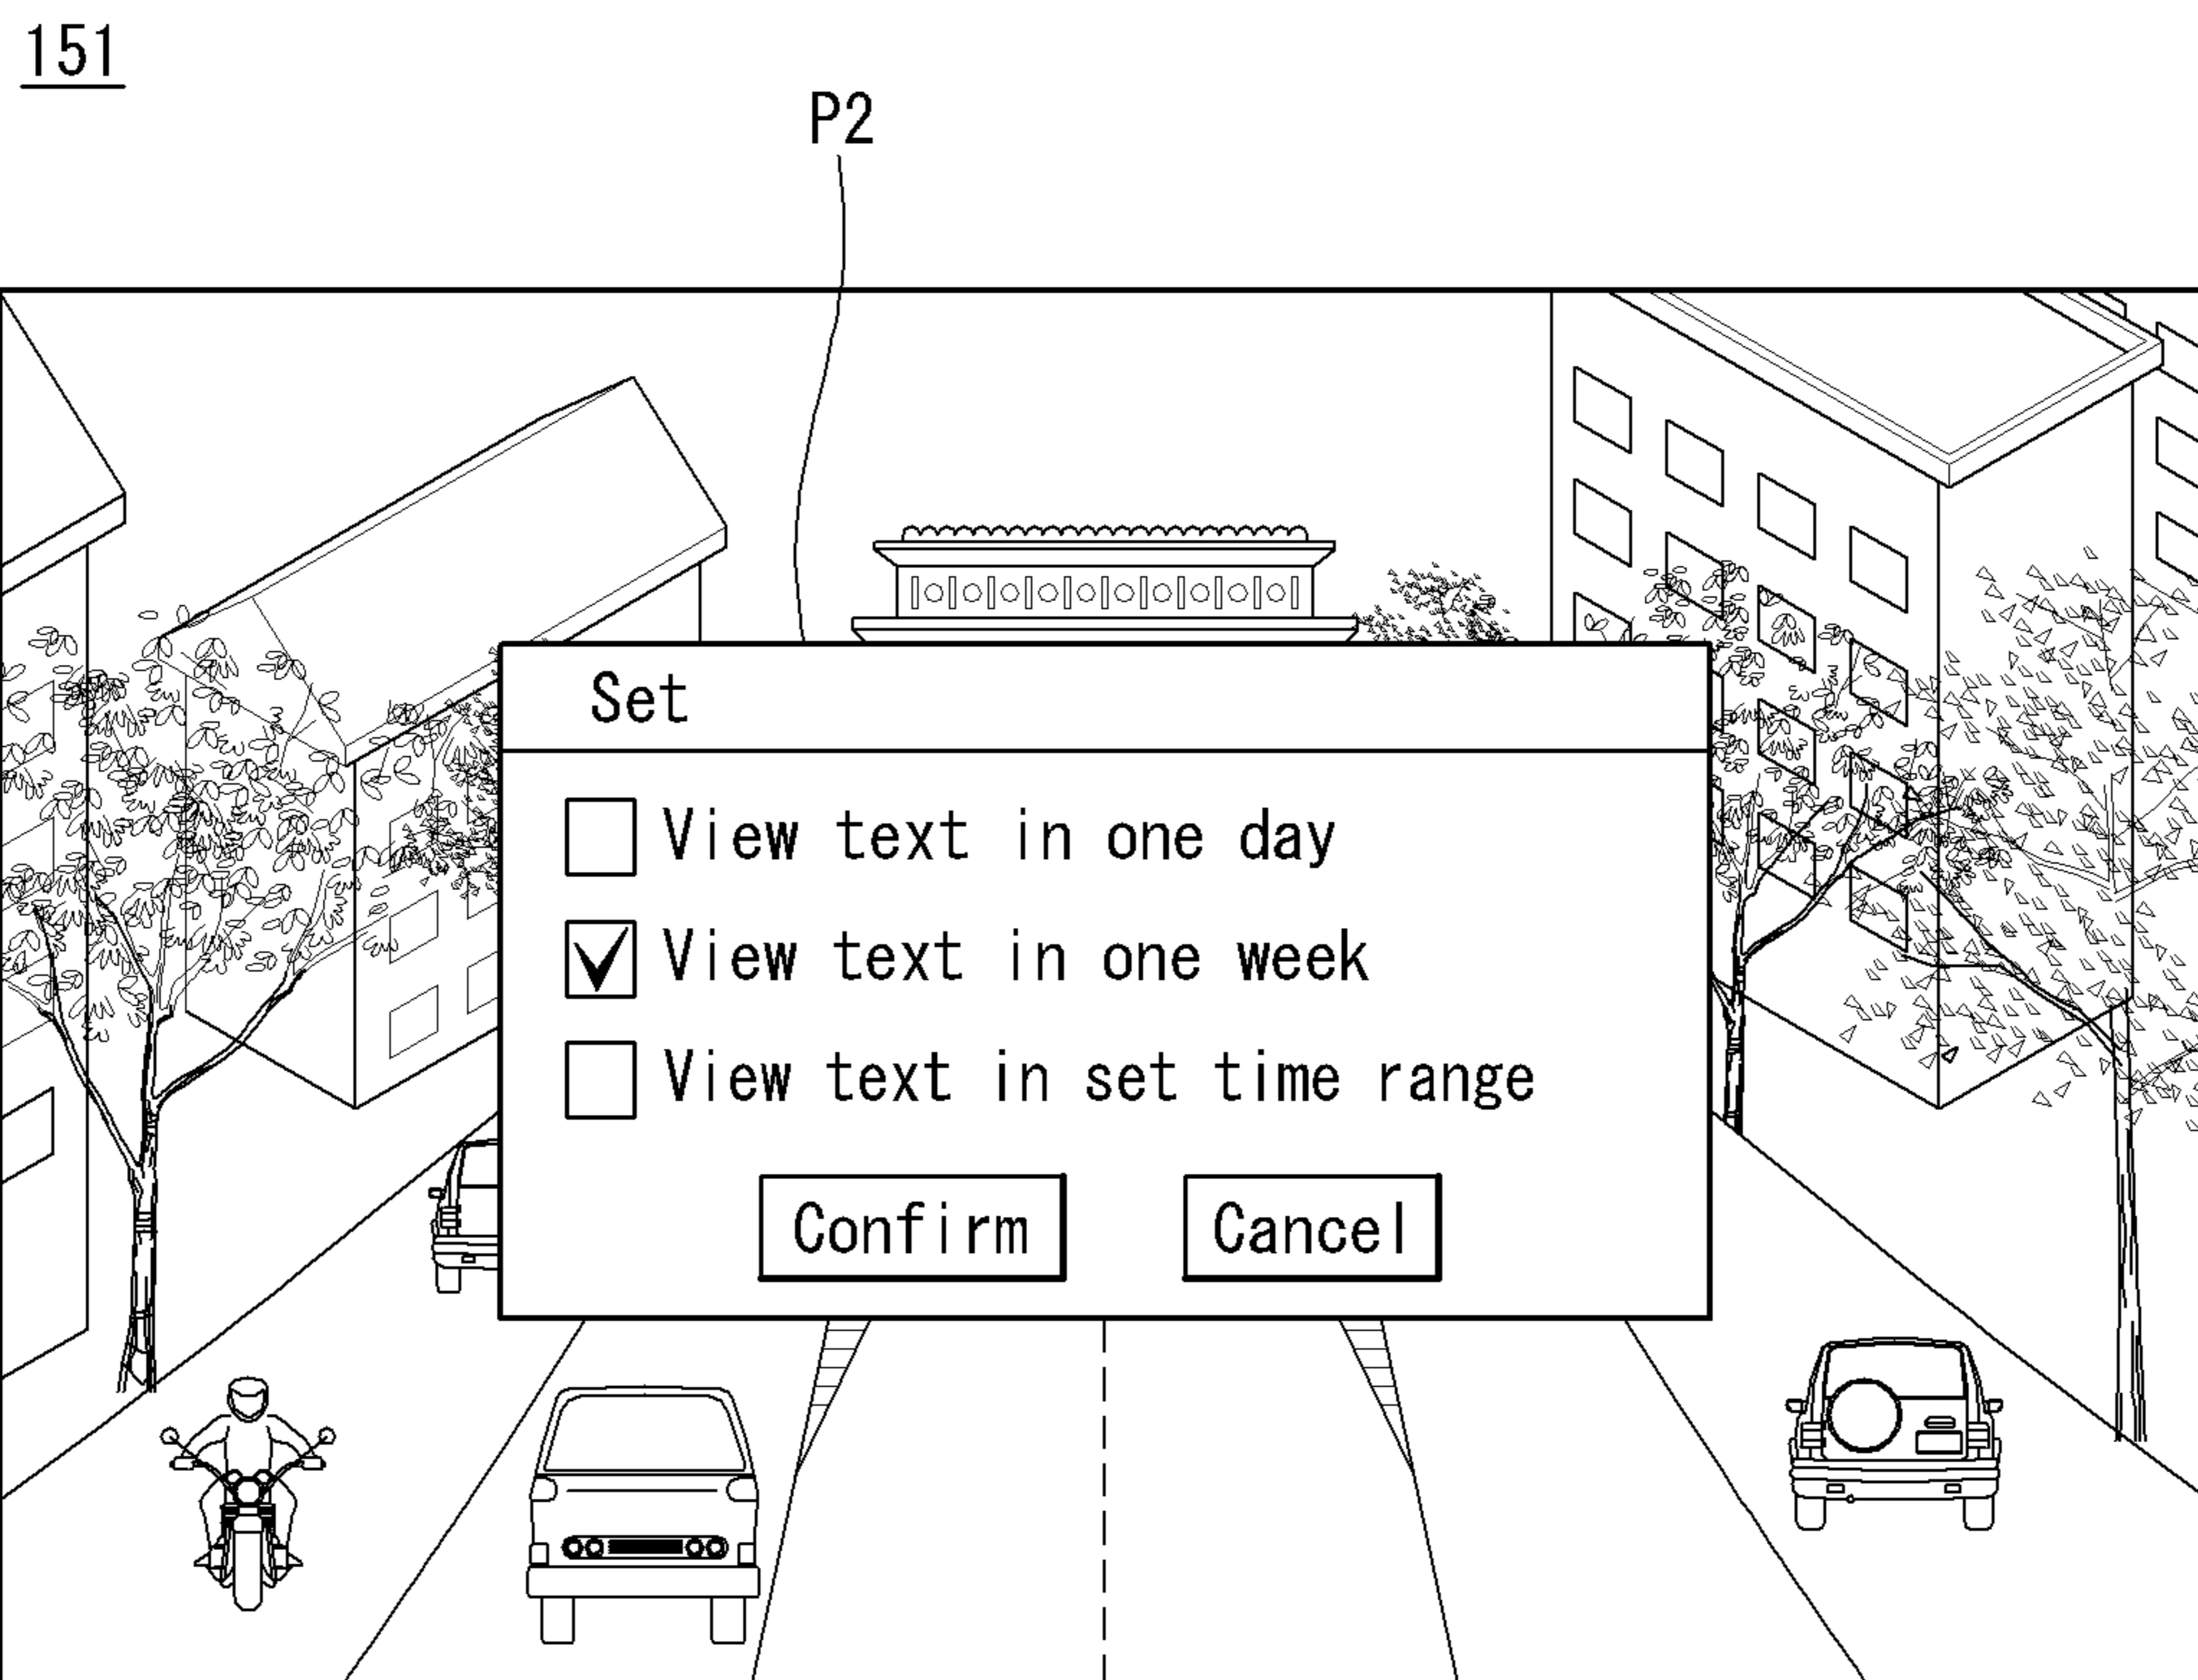 151
P2
Set
View text in one day
View text in one week
View text in set time range
Confirm
Cancel